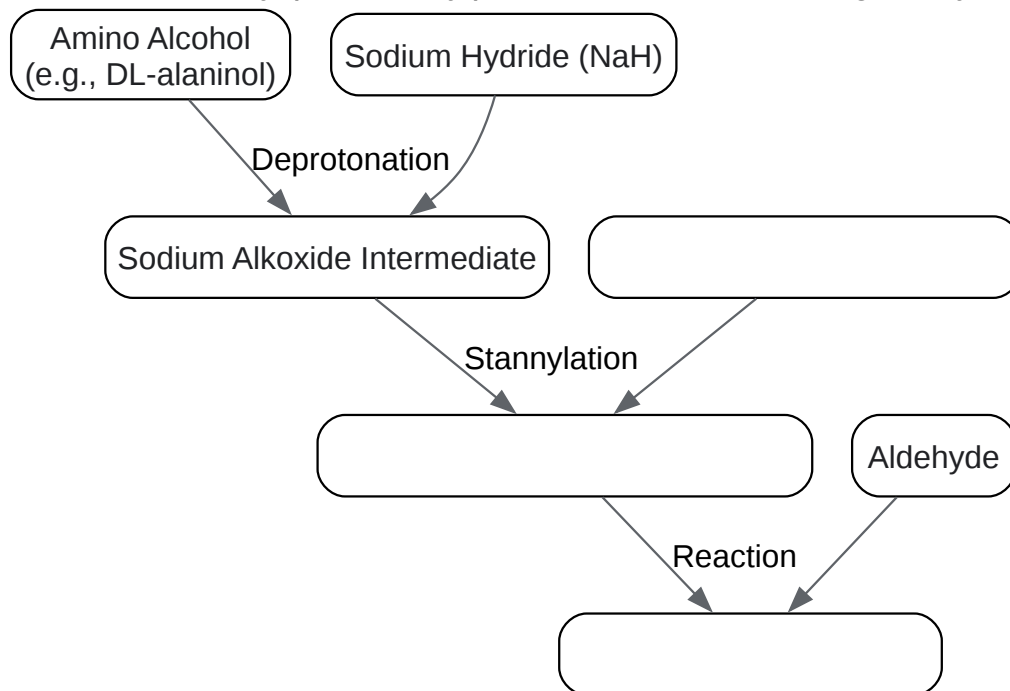 Amino Alcohol
(e.g., DL-alaninol)
Sodium Hydride (NaH)
Deprotonation
Sodium Alkoxide Intermediate
Stannylation
Aldehyde
Reaction